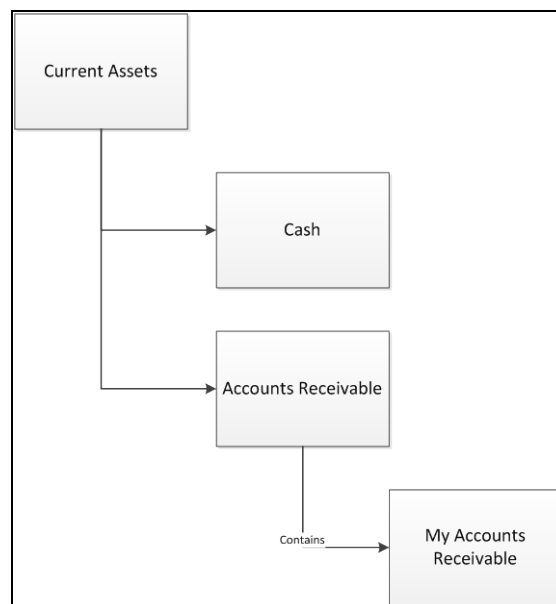 Current Assets
Cash
Accounts Receivable
Contains
My Accounts
Receivable